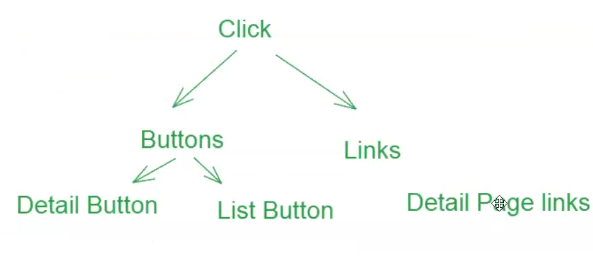 Click
Buttons
Links
Detail Button
List Button
Detail Page links